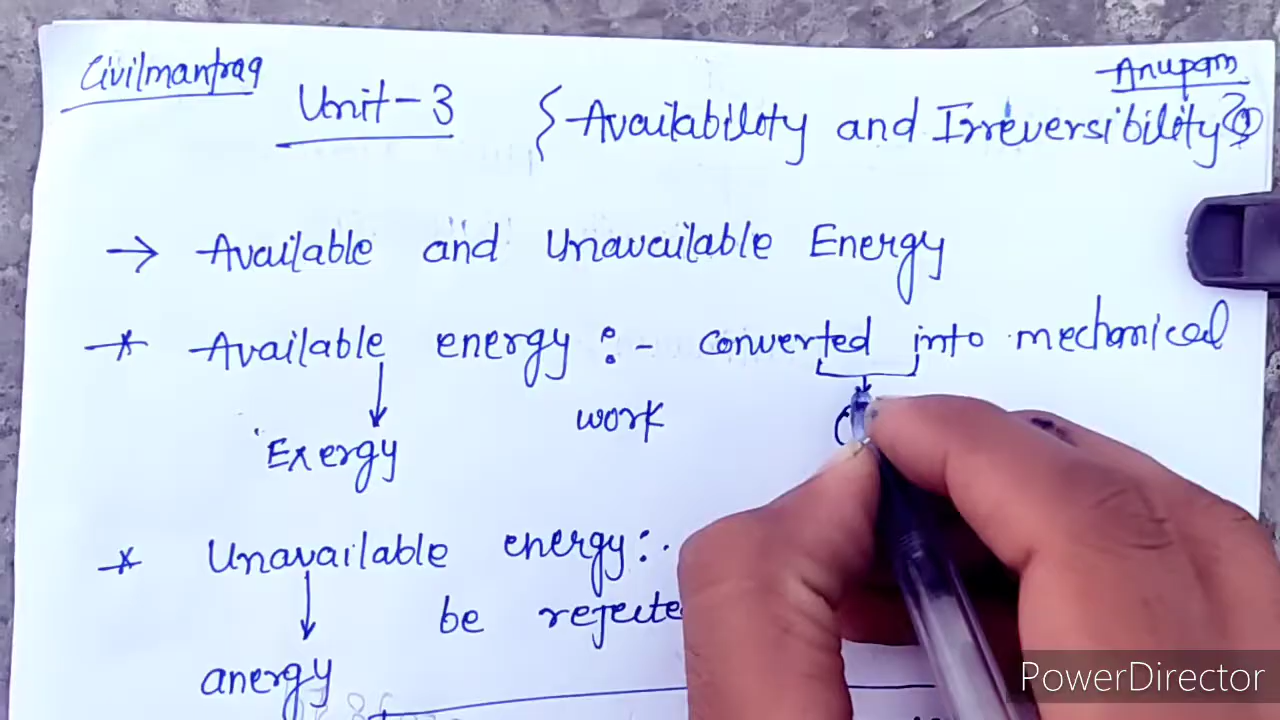 Civilmantraa
Anupam
Unit-3 {Availability and Irreversibility
→ Available and Unavailable Energy
* Available energy :- converted into mechanical
work
Exergy
* Unavailable energy :-
be rejecte
anergy
PowerDirector